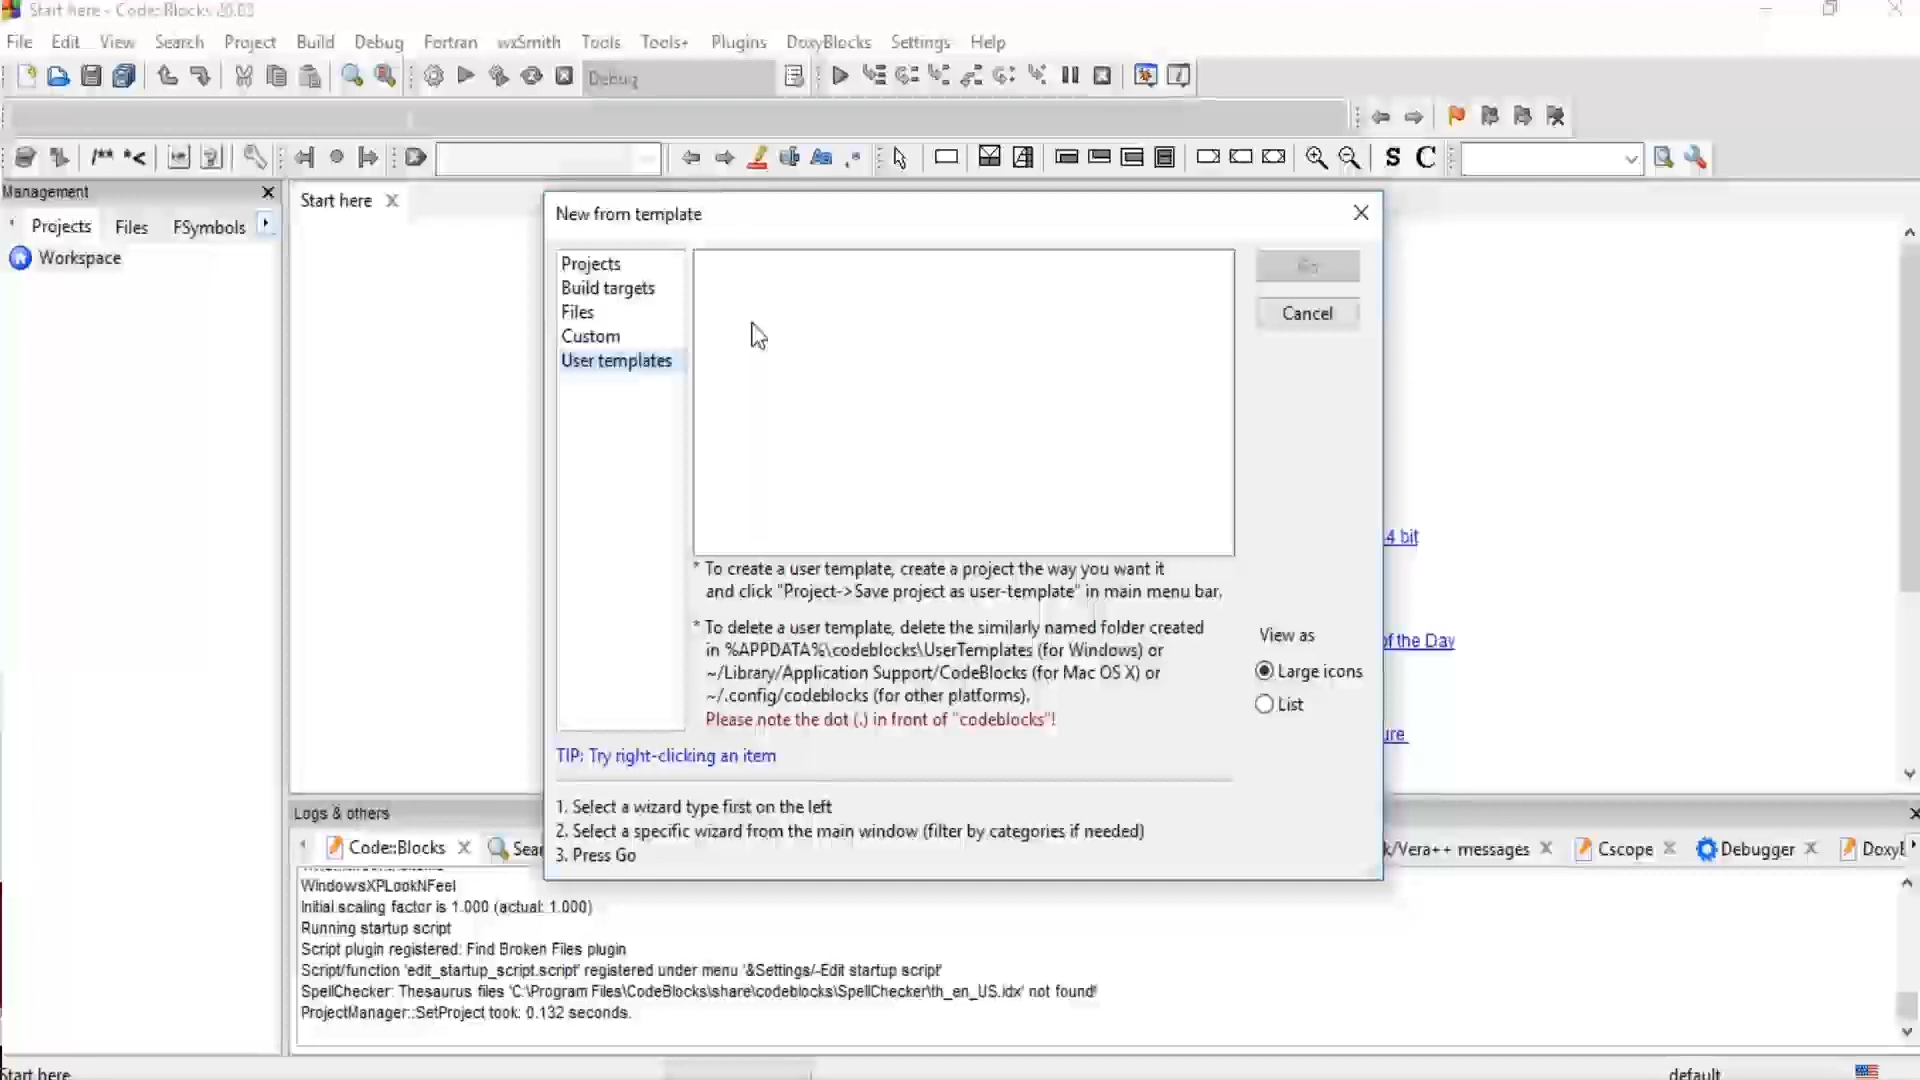 Start here - Code::Blocks 20.03
File Edit View Search Project Build Debug Fortran wxSmith Tools Tools+ Plugins DoxyBlocks Settings Help
Debug
/** *<
S C
Management
Projects Files FSymbols
Workspace
Start here
New from template
Projects
Build targets
Files
Custom
User templates
Go
Cancel
* To create a user template, create a project the way you want it
and click "Project->Save project as user-template" in main menu bar.
* To delete a user template, delete the similarly named folder created
in %APPDATA%\codeblocks\UserTemplates (for Windows) or
~/Library/Application Support/CodeBlocks (for Mac OS X) or
~/.config/codeblocks (for other platforms).
Please note the dot (.) in front of "codeblocks"!
View as
Large icons
List
TIP: Try right-clicking an item
1. Select a wizard type first on the left
2. Select a specific wizard from the main window (filter by categories if needed)
3. Press Go
4 bit
of the Day
ure
Logs & others
Code::Blocks Sea k/Vera++ messages Cscope Debugger Doxy
WindowsXPLookNFeel
Initial scaling factor is 1.000 (actual: 1.000)
Running startup script
Script plugin registered: Find Broken Files plugin
Script/function 'edit_startup_script.script' registered under menu '&Settings/-Edit startup script'
SpellChecker: Thesaurus files 'C:\Program Files\CodeBlocks\share\codeblocks\SpellChecker\th_en_US.idx' not found!
ProjectManager::SetProject took: 0.132 seconds.
Start here default